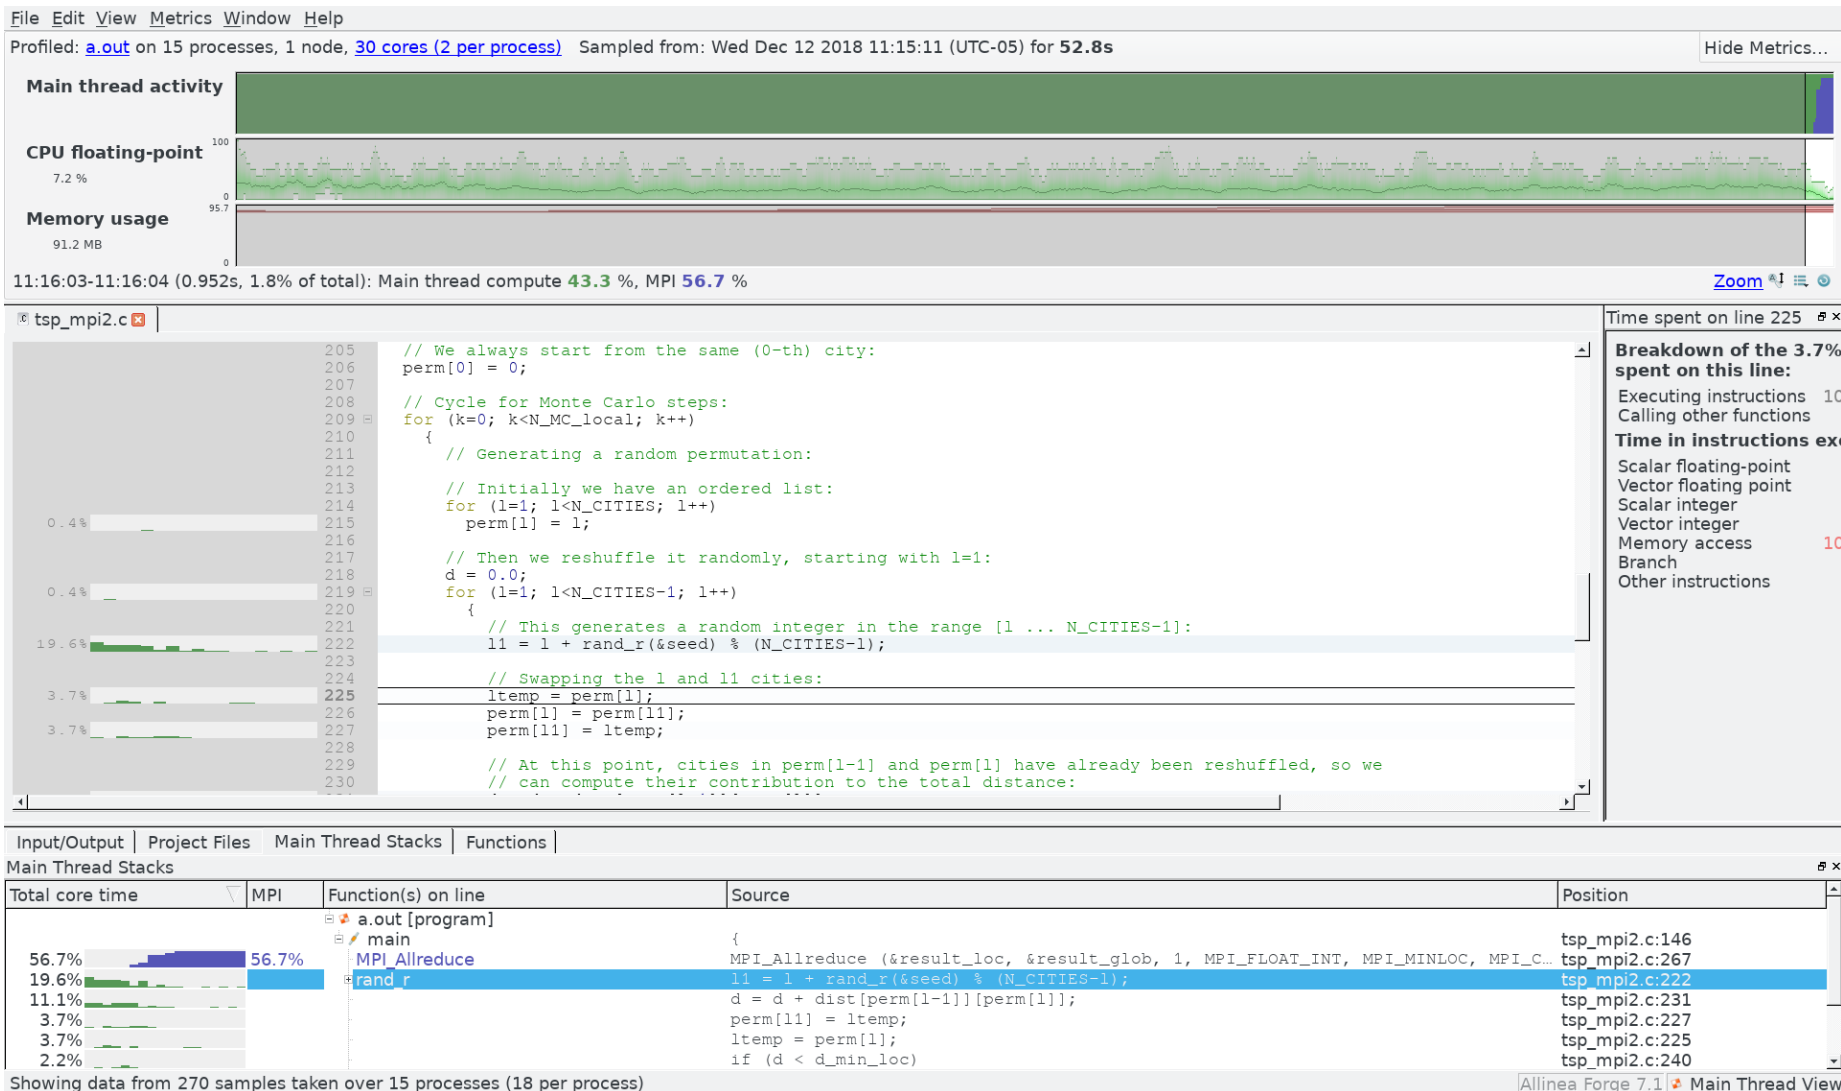 File Edit View Metrics Window Help
Profiled: a.out on 15 processes, 1 node, 30 cores (2 per process) Sampled from: Wed Dec 12 2018 11:15:11 (UTC-05) for 52.8s Hide Metrics...
Main thread activity
CPU floating-point 100
7.2 %
0
Memory usage 95.7
91.2 MB
0
11:16:03-11:16:04 (0.952s, 1.8% of total): Main thread compute 43.3 %, MPI 56.7 % Zoom
tsp_mpi2.c
205 // We always start from the same (0-th) city:
206 perm[0] = 0;
207
208 // Cycle for Monte Carlo steps:
209 for (k=0; k<N_MC_local; k++)
210 {
211 // Generating a random permutation:
212
213 // Initially we have an ordered list:
214 for (l=1; l<N_CITIES; l++)
0.4% 215 perm[l] = l;
216
217 // Then we reshuffle it randomly, starting with l=1:
218 d = 0.0;
0.4% 219 for (l=1; l<N_CITIES-1; l++)
220 {
221 // This generates a random integer in the range [l ... N_CITIES-1]:
19.6% 222 l1 = l + rand_r(&seed) % (N_CITIES-l);
223
224 // Swapping the l and l1 cities:
3.7% 225 ltemp = perm[l];
226 perm[l] = perm[l1];
3.7% 227 perm[l1] = ltemp;
228
229 // At this point, cities in perm[l-1] and perm[l] have already been reshuffled, so we
230 // can compute their contribution to the total distance:
Time spent on line 225
Breakdown of the 3.7%
spent on this line:
Executing instructions 10
Calling other functions
Time in instructions exe
Scalar floating-point
Vector floating point
Scalar integer
Vector integer
Memory access 10
Branch
Other instructions
Input/Output Project Files Main Thread Stacks Functions
Main Thread Stacks
Total core time MPI Function(s) on line Source Position
a.out [program]
main { tsp_mpi2.c:146
56.7% 56.7% MPI_Allreduce MPI_Allreduce (&result_loc, &result_glob, 1, MPI_FLOAT_INT, MPI_MINLOC, MPI_C... tsp_mpi2.c:267
19.6% rand_r l1 = l + rand_r(&seed) % (N_CITIES-l); tsp_mpi2.c:222
11.1% d = d + dist[perm[l-1]][perm[l]]; tsp_mpi2.c:231
3.7% perm[l1] = ltemp; tsp_mpi2.c:227
3.7% ltemp = perm[l]; tsp_mpi2.c:225
2.2% if (d < d_min_loc) tsp_mpi2.c:240
Showing data from 270 samples taken over 15 processes (18 per process) Allinea Forge 7.1 Main Thread View